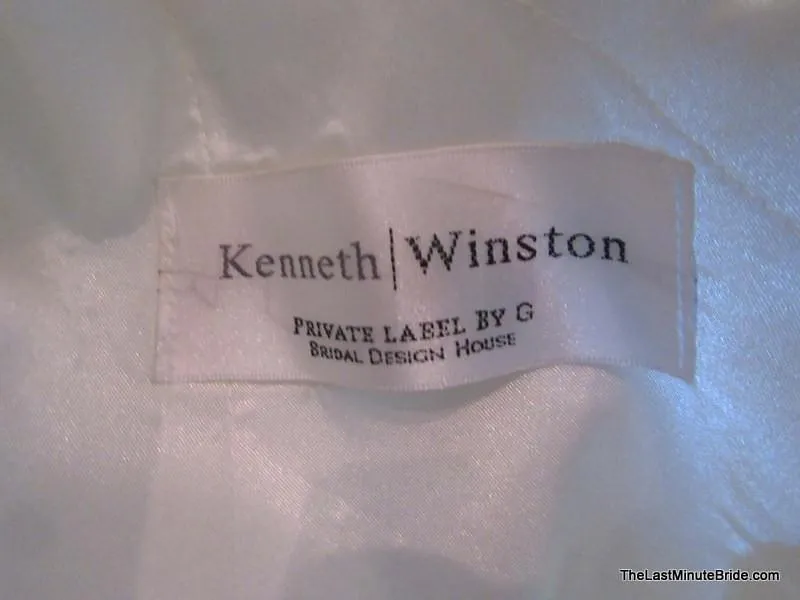 Kenneth | Winston
PRIVATE LABEL BY G
BRIDAL DESIGN HOUSE
TheLastMinuteBride.com